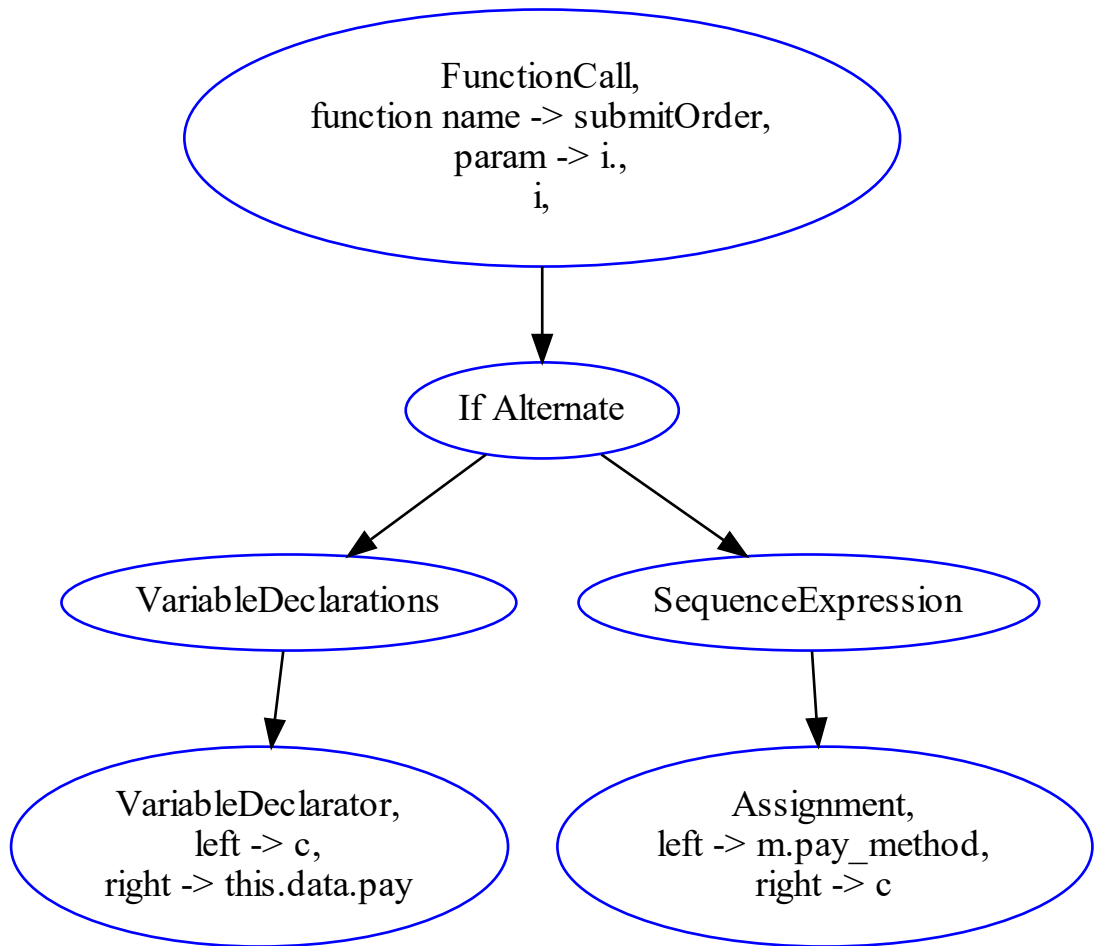 FunctionCall,
function name -> submitOrder,
param -> i.,
i,
If Alternate
VariableDeclarations
SequenceExpression
VariableDeclarator,
left -> c,
right -> this.data.pay
Assignment,
left -> m.pay_method,
right -> c